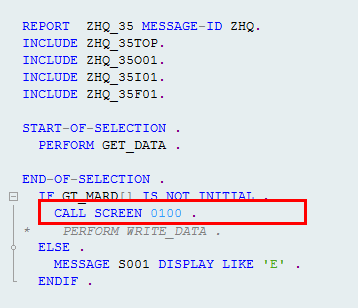 REPORT  ZHQ_35 MESSAGE-ID ZHQ.
INCLUDE ZHQ_35TOP.
INCLUDE ZHQ_35O01.
INCLUDE ZHQ_35I01.
INCLUDE ZHQ_35F01.
START-OF-SELECTION .
PERFORM GET_DATA .
END-OF-SELECTION .
IF GT_MARD[] IS NOT INITIAL .
CALL SCREEN 0100 .
*    PERFORM WRITE_DATA .
ELSE .
MESSAGE S001 DISPLAY LIKE 'E' .
ENDIF .